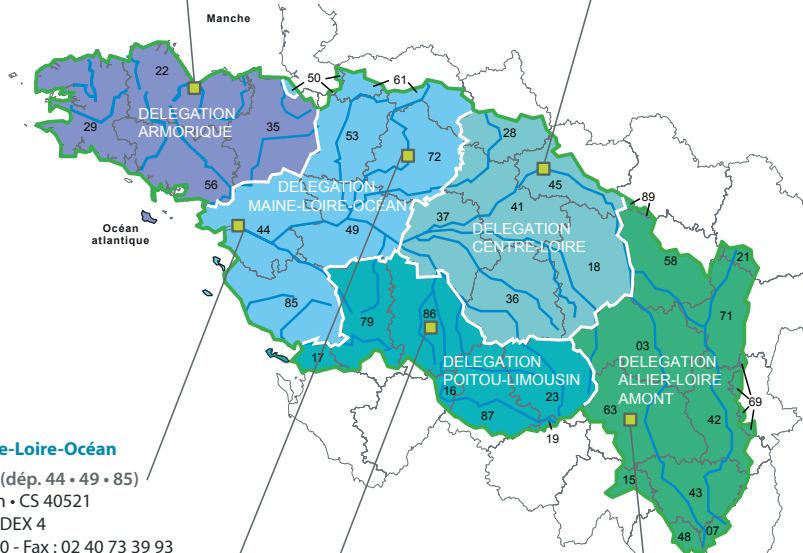 Manche
50
61
22
DELEGATION
ARMORIQUE
29
35
53
72
28
45
56
DELEGATION
MAINE-LOIRE-OCÉAN
89
37
41
Océan
atlantique
44
49
DELEGATION
CENTRE-LOIRE
58
21
18
85
36
79
86
71
03
17
DELEGATION
POITOU-LIMOUSIN
DELEGATION
ALLIER-LOIRE
AMONT
16
23
69
87
63
42
19
e-Loire-Océan
(dép. 44 • 49 • 85)
n • CS 40521
DEX 4
0 - Fax : 02 40 73 39 93
15
43
48
07